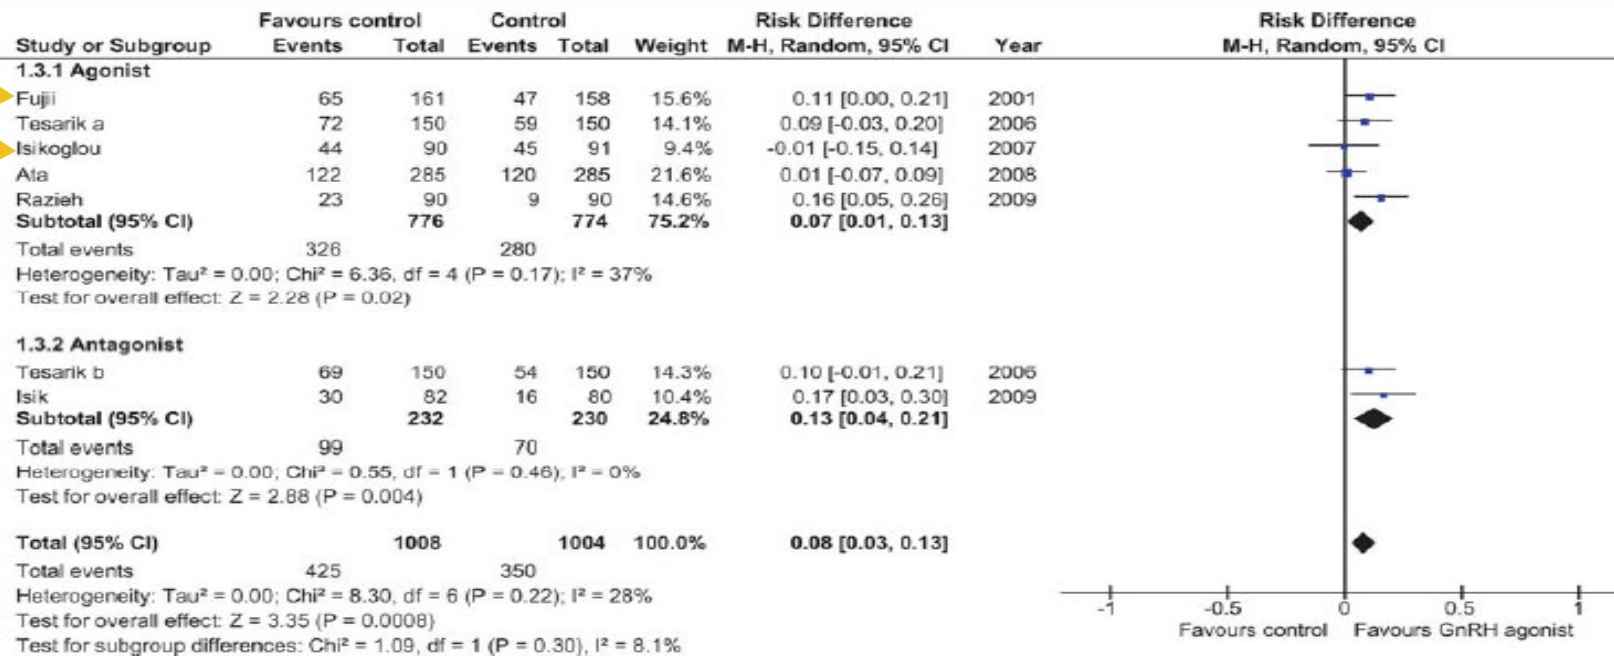 Favours control Control Risk Difference Risk Difference
Study or Subgroup Events Total Events Total Weight M-H, Random, 95% CI Year M-H, Random, 95% CI
1.3.1 Agonist
Fujii 65 161 47 158 15.6% 0.11 [0.00, 0.21] 2001
Tesarik a 72 150 59 150 14.1% 0.09 [-0.03, 0.20] 2006
Isikoglou 44 90 45 91 9.4% -0.01 [-0.15, 0.14] 2007
Ata 122 285 120 285 21.6% 0.01 [-0.07, 0.09] 2008
Razieh 23 90 9 90 14.6% 0.16 [0.05, 0.26] 2009
Subtotal (95% CI) 776 774 75.2% 0.07 [0.01, 0.13]
Total events 326 280
Heterogeneity: Tau² = 0.00; Chi² = 6.36, df = 4 (P = 0.17); I² = 37%
Test for overall effect: Z = 2.28 (P = 0.02)
1.3.2 Antagonist
Tesarik b 69 150 54 150 14.3% 0.10 [-0.01, 0.21] 2006
Isik 30 82 16 80 10.4% 0.17 [0.03, 0.30] 2009
Subtotal (95% CI) 232 230 24.8% 0.13 [0.04, 0.21]
Total events 99 70
Heterogeneity: Tau² = 0.00; Chi² = 0.55, df = 1 (P = 0.46); I² = 0%
Test for overall effect: Z = 2.88 (P = 0.004)
Total (95% CI) 1008 1004 100.0% 0.08 [0.03, 0.13]
Total events 425 350
Heterogeneity: Tau² = 0.00; Chi² = 8.30, df = 6 (P = 0.22); I² = 28%
Test for overall effect: Z = 3.35 (P = 0.0008)
Test for subgroup differences: Chi² = 1.09, df = 1 (P = 0.30), I² = 8.1%
-1 -0.5 0 0.5 1
Favours control Favours GnRH agonist